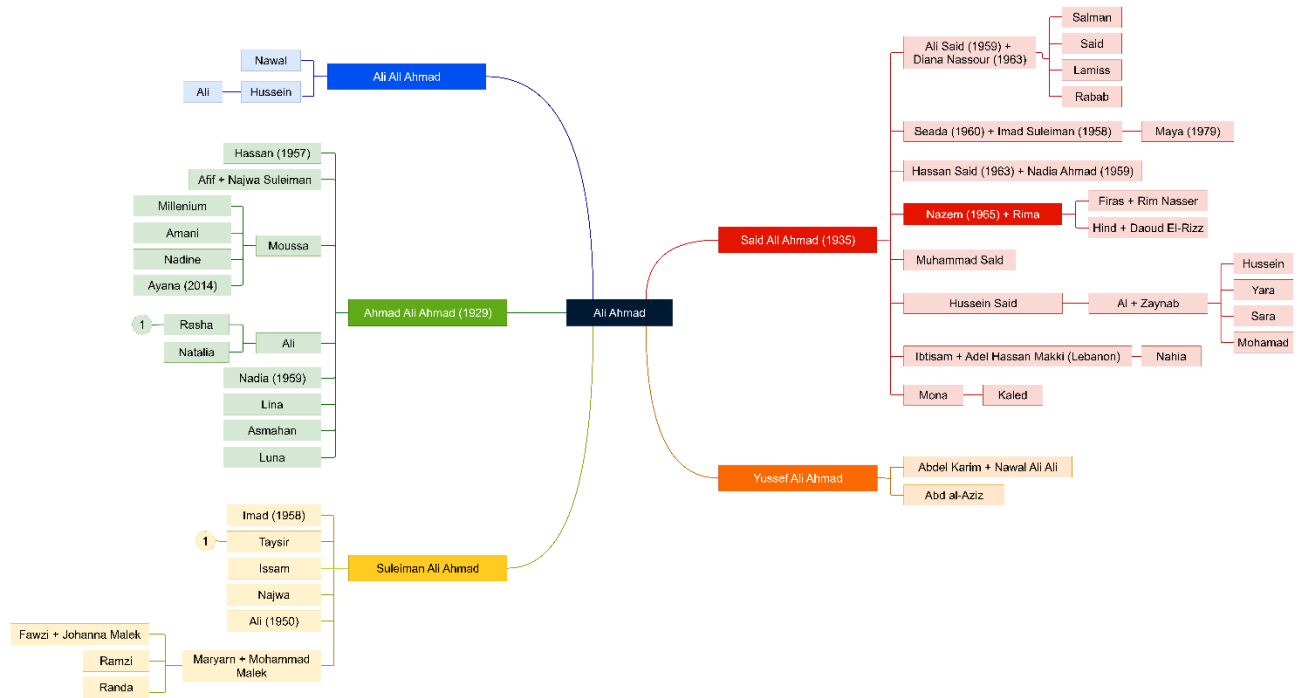 Ali Ahmad
Ali All Ahmad
Nawal
Hussein
Ali
Ahmad Ali Ahmad (1929)
Hassan (1957)
Afif + Najwa Suleiman
Moussa
Millenium
Amani
Nadine
Ayana (2014)
Ali
Rasha
1
Natalia
Nadia (1959)
Lina
Asmahan
Luna
Suleiman Ali Ahmad
Imad (1958)
Taysir
1
Issam
Najwa
Ali (1950)
Maryarn + Mohammad
Malek
Fawzi + Johanna Malek
Ramzi
Randa
Said All Ahmad (1935)
Ali Said (1959) +
Diana Nassour (1963)
Salman
Said
Lamiss
Rabab
Seada (1960) + Imad Suleiman (1958)
Maya (1979)
Hassan Said (1963) + Nadia Ahmad (1959)
Nazem (1965) + Rima
Firas + Rim Nasser
Hind + Daoud El-Rizz
Muhammad Sald
Hussein Said
Al + Zaynab
Hussein
Yara
Sara
Mohamad
Ibtisam + Adel Hassan Makki (Lebanon)
Nahia
Mona
Kaled
Yussef Ali Ahmad
Abdel Karim + Nawal Ali Ali
Abd al-Aziz